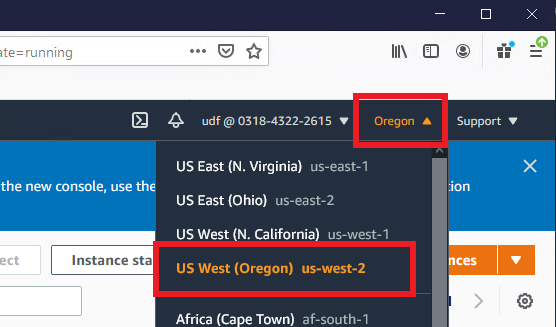 ate=running
udf @ 0318-4322-2615 Oregon Support
US East (N. Virginia) us-east-1
the new console, use the
tion
US East (Ohio) us-east-2
US West (N. California) us-west-1
ect Instance sta
nces
US West (Oregon) us-west-2
Africa (Cape Town) af-south-1